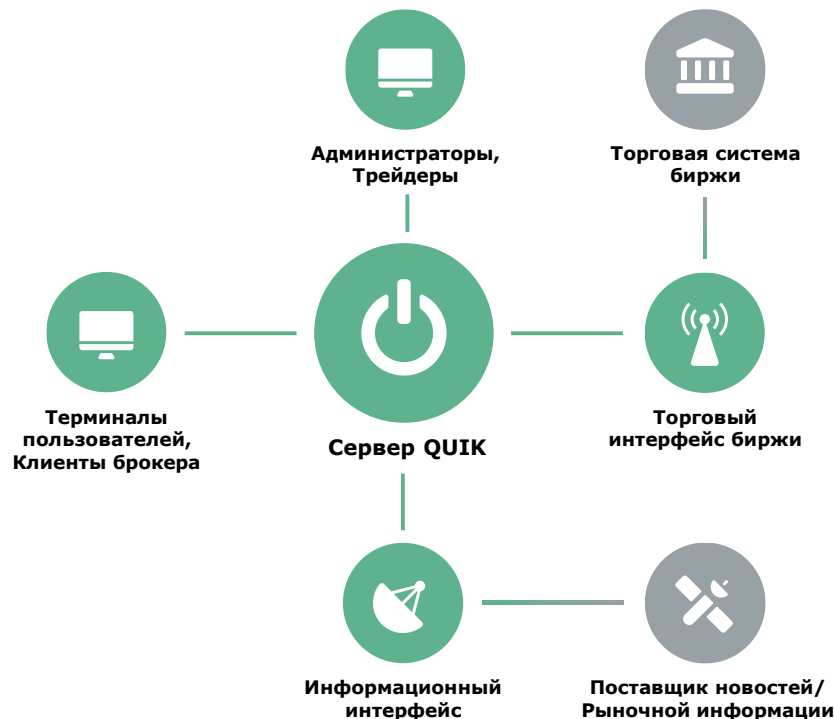 Администраторы,
Трейдеры
Торговая система
биржи
Терминалы
пользователей,
Клиенты брокера
Сервер QUIK
Торговый
интерфейс биржи
Информационный
интерфейс
Поставщик новостей/
Рыночной информации